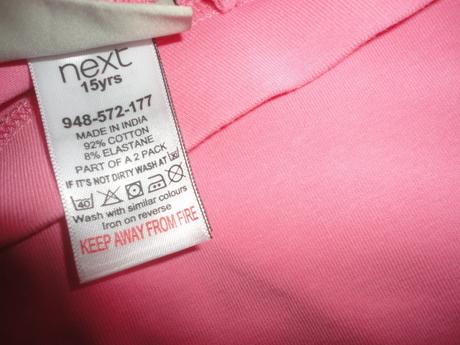 next
15yrs
948-572-177
MADE IN INDIA
92% COTTON
8% ELASTANE
PART OF A 2 PACK
IF IT'S NOT DIRTY WASH AT 30
40
Wash with similar colours
Iron on reverse
KEEP AWAY FROM FIRE